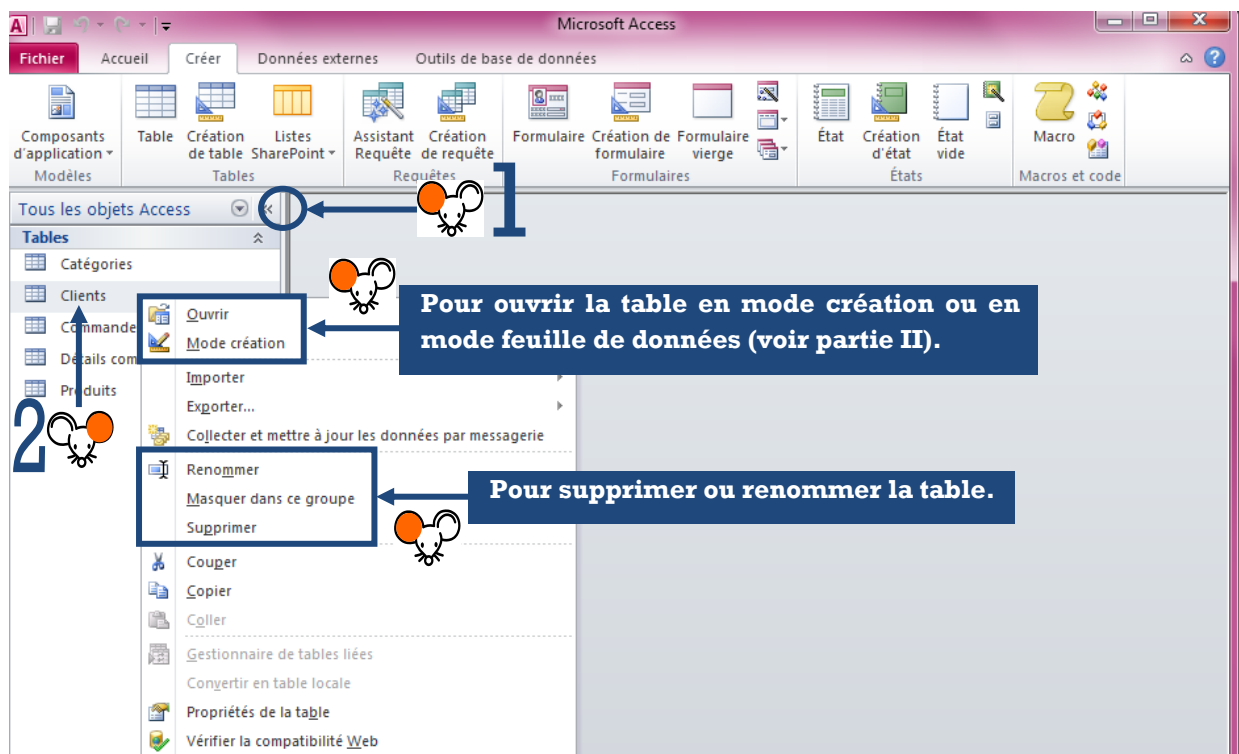 A
Microsoft Access
Fichier Accueil Créer Données externes Outils de base de données
Composants d'application
Table
Création de table
Listes SharePoint
Assistant Requête
Création de requête
Formulaire
Création de formulaire
Formulaire vierge
État
Création d'état
État vide
Macro
Modèles Tables Requêtes Formulaires États Macros et code
1
Tous les objets Access
Tables
Catégories
Clients
Commande
Détails com
Produits
2
Ouvrir
Mode création
Pour ouvrir la table en mode création ou en
mode feuille de données (voir partie II).
Importer
Exporter...
Collecter et mettre à jour les données par messagerie
Renommer
Masquer dans ce groupe
Supprimer
Pour supprimer ou renommer la table.
Couper
Copier
Coller
Gestionnaire de tables liées
Convertir en table locale
Propriétés de la table
Vérifier la compatibilité Web